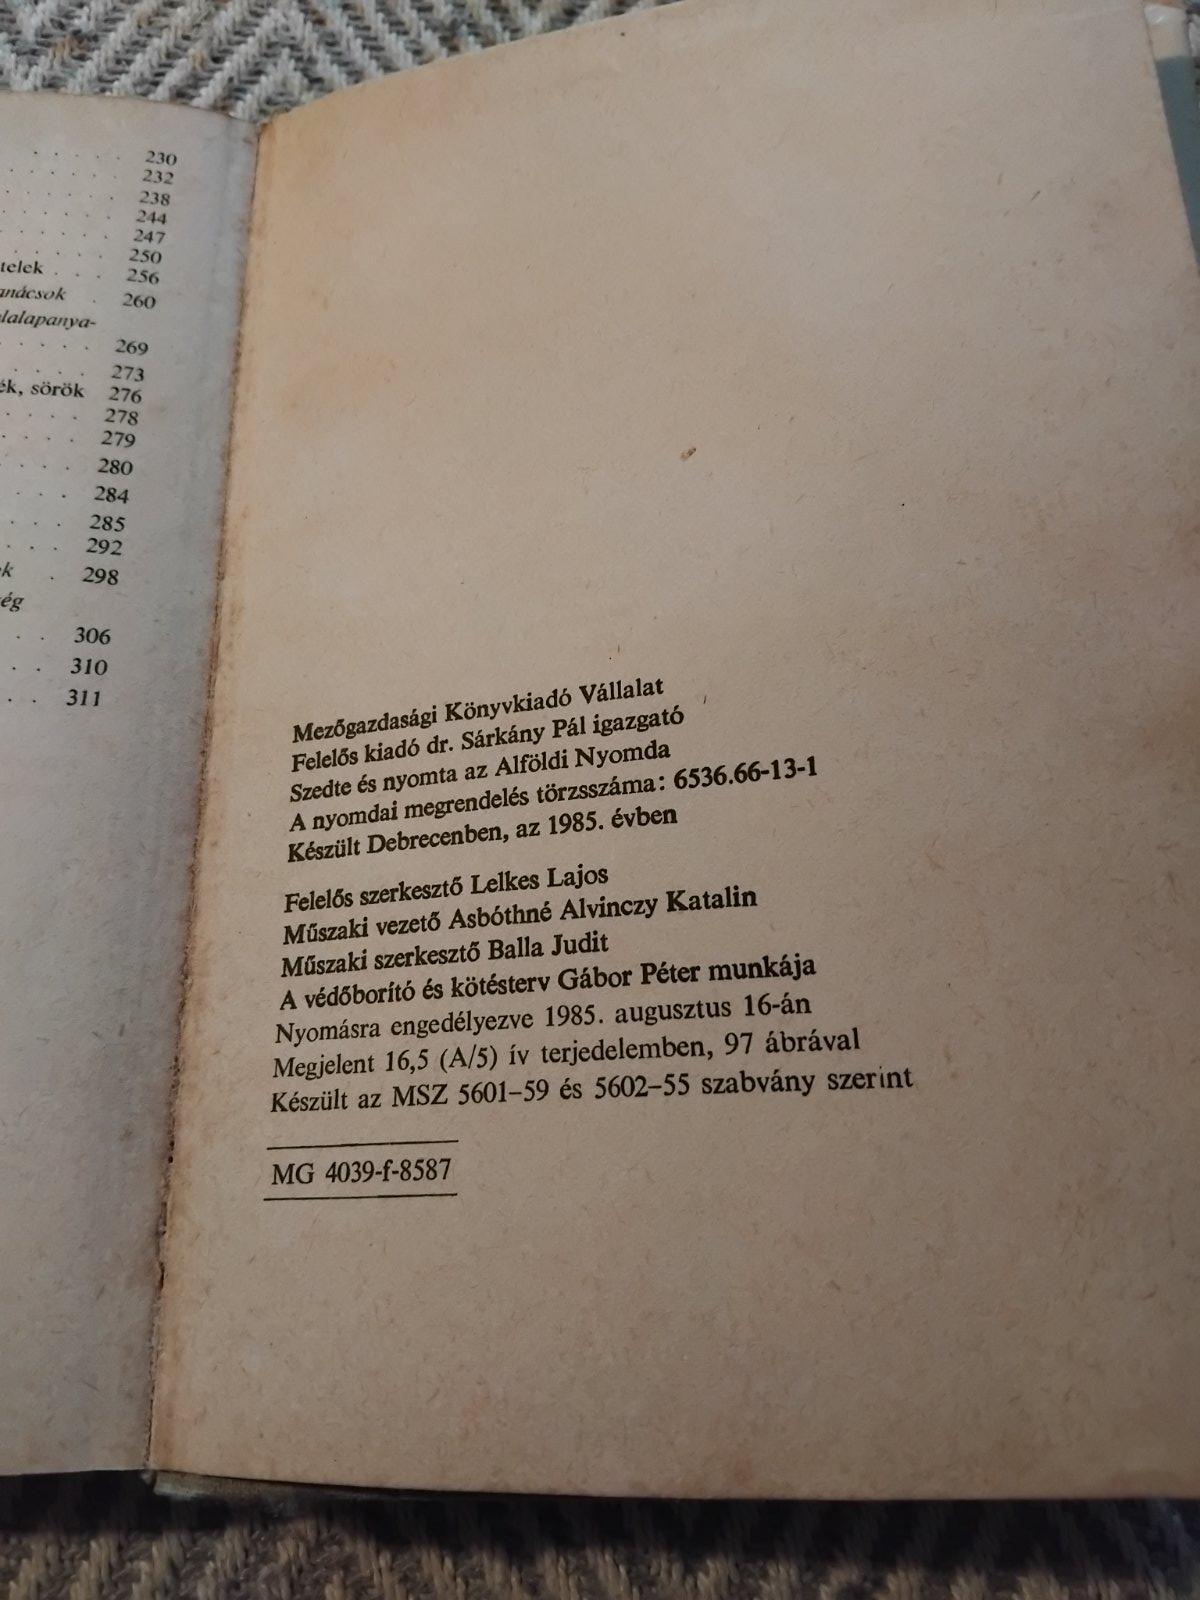 230
232
238
244
247
250
telek 256
260
269
273
sörök 276
278
279
280
284
285
292
298
306
310
311
Mezőgazdasági Könyvkiadó Vállalat
Felelős kiadó dr. Sárkány Pál igazgató
Szedte és nyomta az Alföldi Nyomda
A nyomdai megrendelés törzsszáma: 6536.66-13-1
Készült Debrecenben, az 1985. évben
Felelős szerkesztő Lelkes Lajos
Műszaki vezető Asbóthné Alvinczy Katalin
Műszaki szerkesztő Balla Judit
A védőborító és kötésterv Gábor Péter munkája
Nyomásra engedélyezve 1985. augusztus 16-án
Megjelent 16,5 (A/5) ív terjedelemben, 97 ábrával
Készült az MSZ 5601–59 és 5602–55 szabvány szerint
MG 4039-f-8587